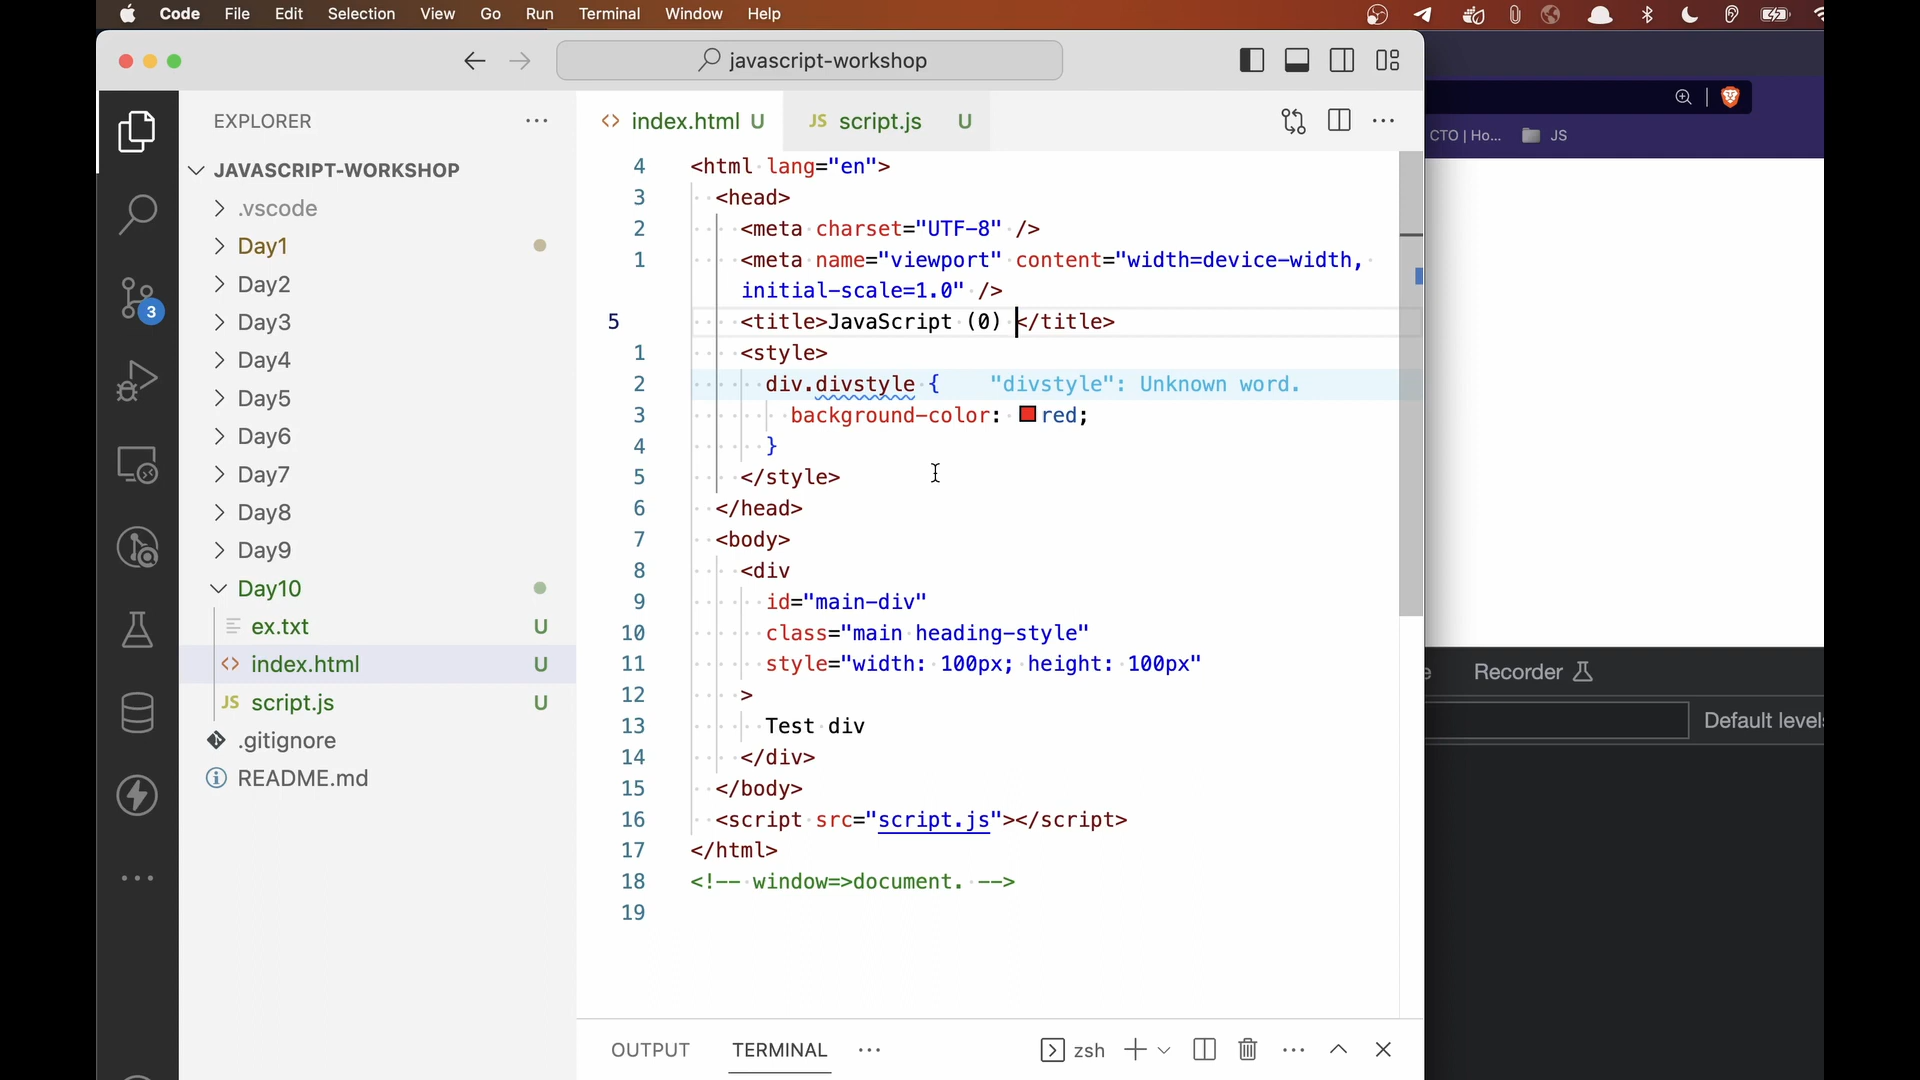 Code File Edit Selection View Go Run Terminal Window Help
javascript-workshop
CTO | Ho... JS
EXPLORER
JAVASCRIPT-WORKSHOP
.vscode
Day1
Day2
Day3
Day4
Day5
Day6
Day7
Day8
Day9
Day10
ex.txt U
index.html U
JS script.js U
.gitignore
README.md
3
<> index.html U JS script.js U
4 <html lang="en">
3 <head>
2 <meta charset="UTF-8" />
1 <meta name="viewport" content="width=device-width,
initial-scale=1.0" />
5 <title>JavaScript (0) </title>
1 <style>
2 div.divstyle { "divstyle": Unknown word.
3 background-color: red;
4 }
5 </style>
6 </head>
7 <body>
8 <div
9 id="main-div"
10 class="main heading-style"
11 style="width: 100px; height: 100px"
12 >
13 Test div
14 </div>
15 </body>
16 <script src="script.js"></script>
17 </html>
18 <!-- window=>document. -->
19
OUTPUT TERMINAL zsh
Recorder
Default levels